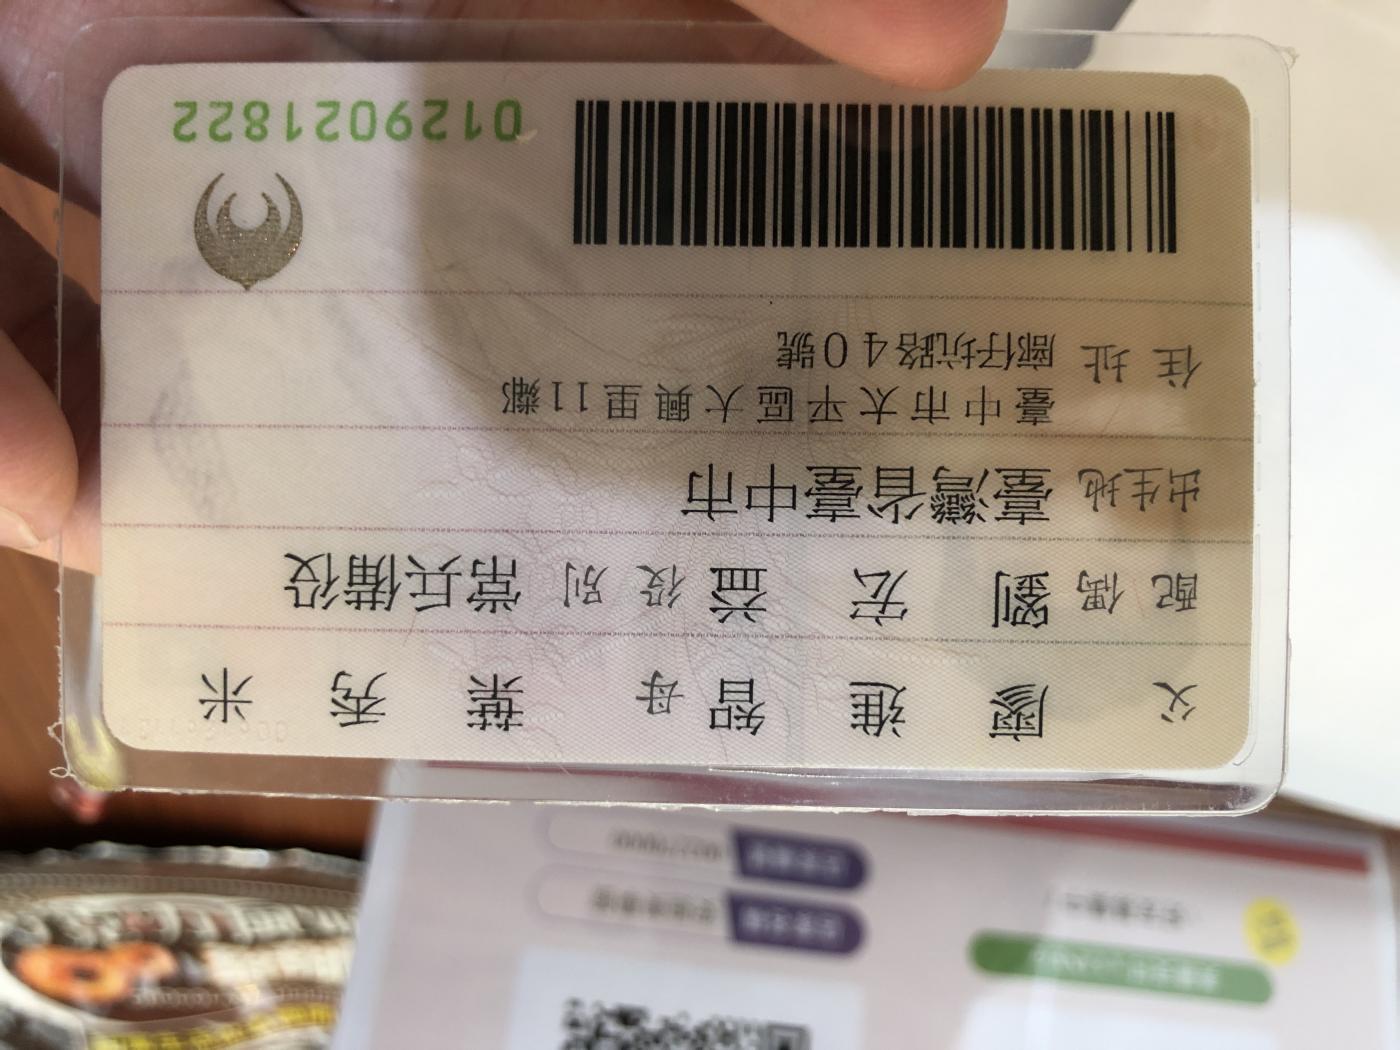 父 廖進智 母 葉秀米
配偶 劉宏益 役別 常兵備役
出生地 臺灣省臺中市
住址 臺中市太平區大興里11鄰
廍仔坑路40號
0129021822